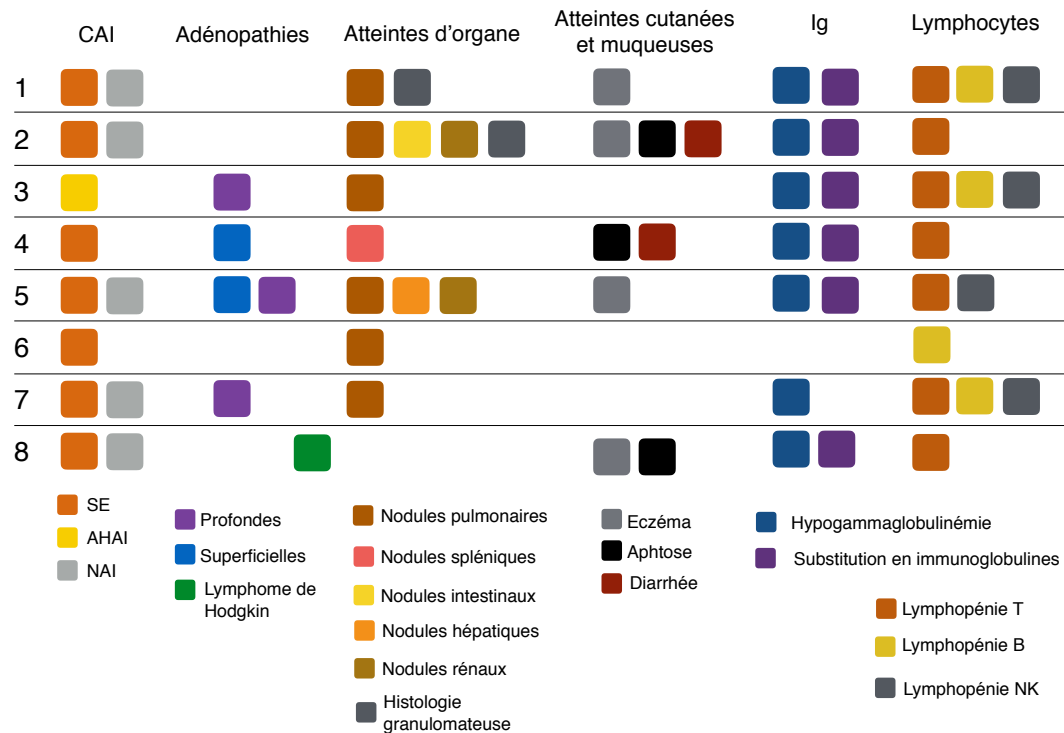 CAI Adénopathies Atteintes d'organe Atteintes cutanées et muqueuses Ig Lymphocytes
1
2
3
4
5
6
7
8
SE
AHAI
NAI
Profondes
Superficielles
Lymphome de
Hodgkin
Nodules pulmonaires
Nodules spléniques
Nodules intestinaux
Nodules hépatiques
Nodules rénaux
Histologie
granulomateuse
Eczéma
Aphtose
Diarrhée
Hypogammaglobulinémie
Substitution en immunoglobulines
Lymphopénie T
Lymphopénie B
Lymphopénie NK